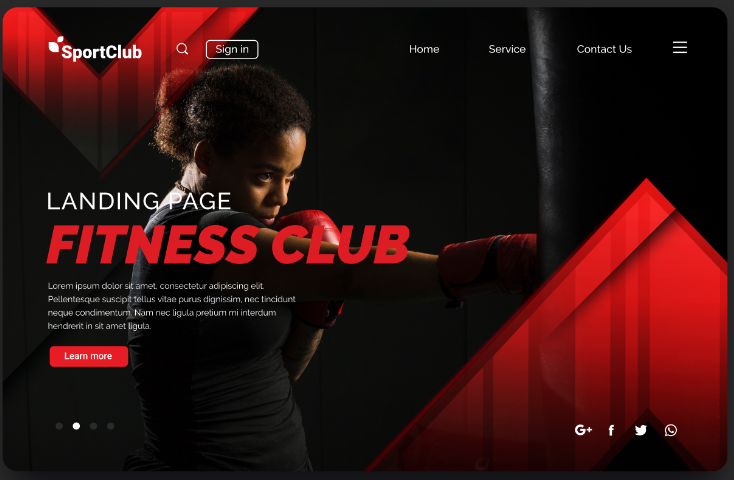 SportClub
Sign in
Home
Service
Contact Us
LANDING PAGE
FITNESS CLUB
Lorem ipsum dolor sit amet, consectetur adipiscing elit.
Pellentesque suscipit tellus vitae purus dignissim, nec tincidunt
neque condimentum. Nam nec ligula pretium mi interdum
hendrerit in sit amet ligula.
Learn more
G+
f